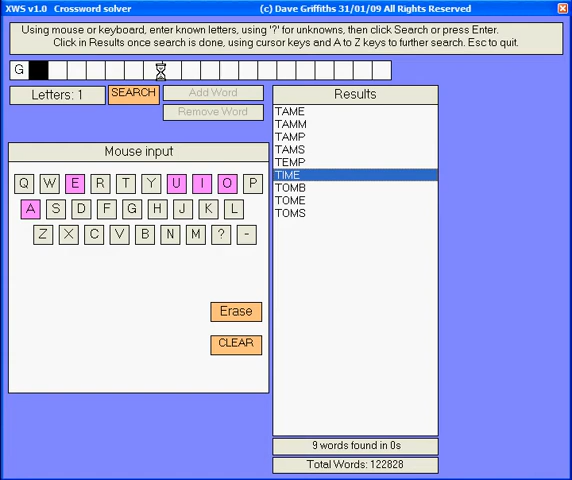 XWS v1.0 Crossword solver (c) Dave Griffiths 31/01/09 All Rights Reserved
Using mouse or keyboard, enter known letters, using '?' for unknowns, then click Search or press Enter.
Click in Results once search is done, using cursor keys and A to Z keys to further search. Esc to quit.
G
Letters: 1
SEARCH
Add Word
Remove Word
Mouse input
Q W E R T Y U I O P
A S D F G H J K L
Z X C V B N M ? -
Erase
CLEAR
Results
TAME
TAMM
TAMP
TAMS
TEMP
TIME
TOMB
TOME
TOMS
9 words found in 0s
Total Words: 122828